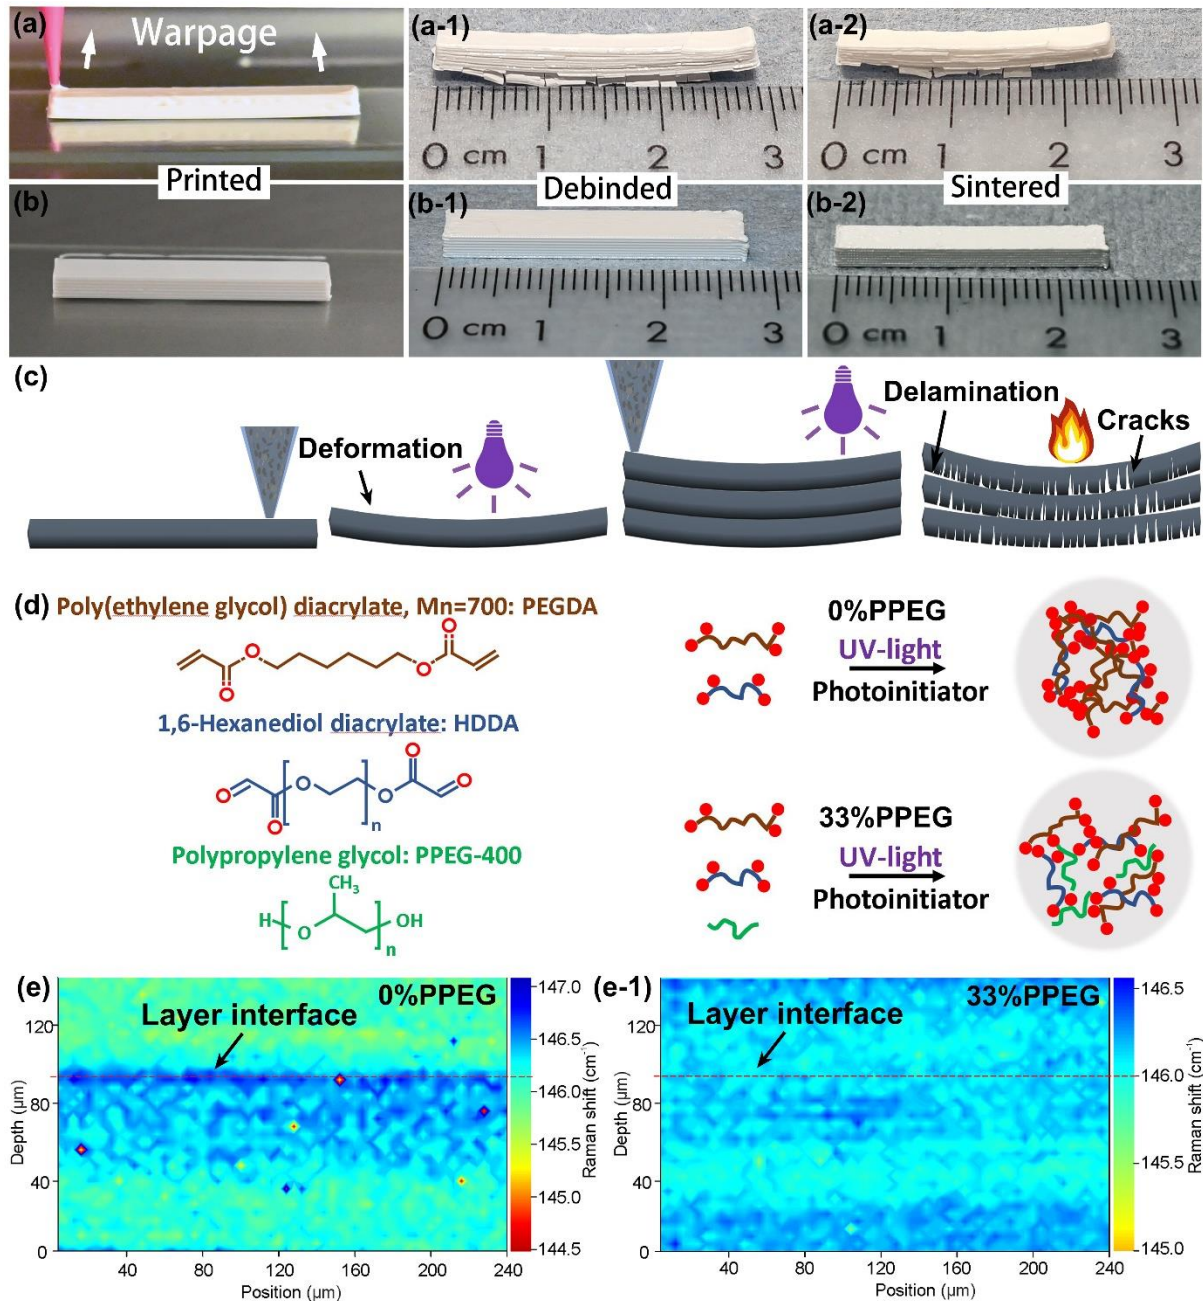 (a)
Warpage
(a-1)
0 cm 1 2 3
(a-2)
0 cm 1 2 3
Printed
Debinded
Sintered
(b)
(b-1)
0 cm 1 2 3
(b-2)
0 cm 1 2 3
(c)
Deformation
Delamination
Cracks
(d)
Poly(ethylene glycol) diacrylate, Mn=700: PEGDA
O
O
O
O
1,6-Hexanediol diacrylate: HDDA
O
O
O
O
O
O
n
Polypropylene glycol: PPEG-400
CH3
H
O
OH
n
0%PPEG
UV-light
Photoinitiator
33%PPEG
UV-light
Photoinitiator
(e)
0%PPEG
Layer interface
120
80
40
0
Depth (µm)
40 80 120 160 200 240
Position (µm)
147.0
146.5
146.0
145.5
145.0
144.5
Raman shift (cm-1)
(e-1)
33%PPEG
Layer interface
120
80
40
0
Depth (µm)
40 80 120 160 200 240
Position (µm)
146.5
146.0
145.5
145.0
Raman shift (cm-1)